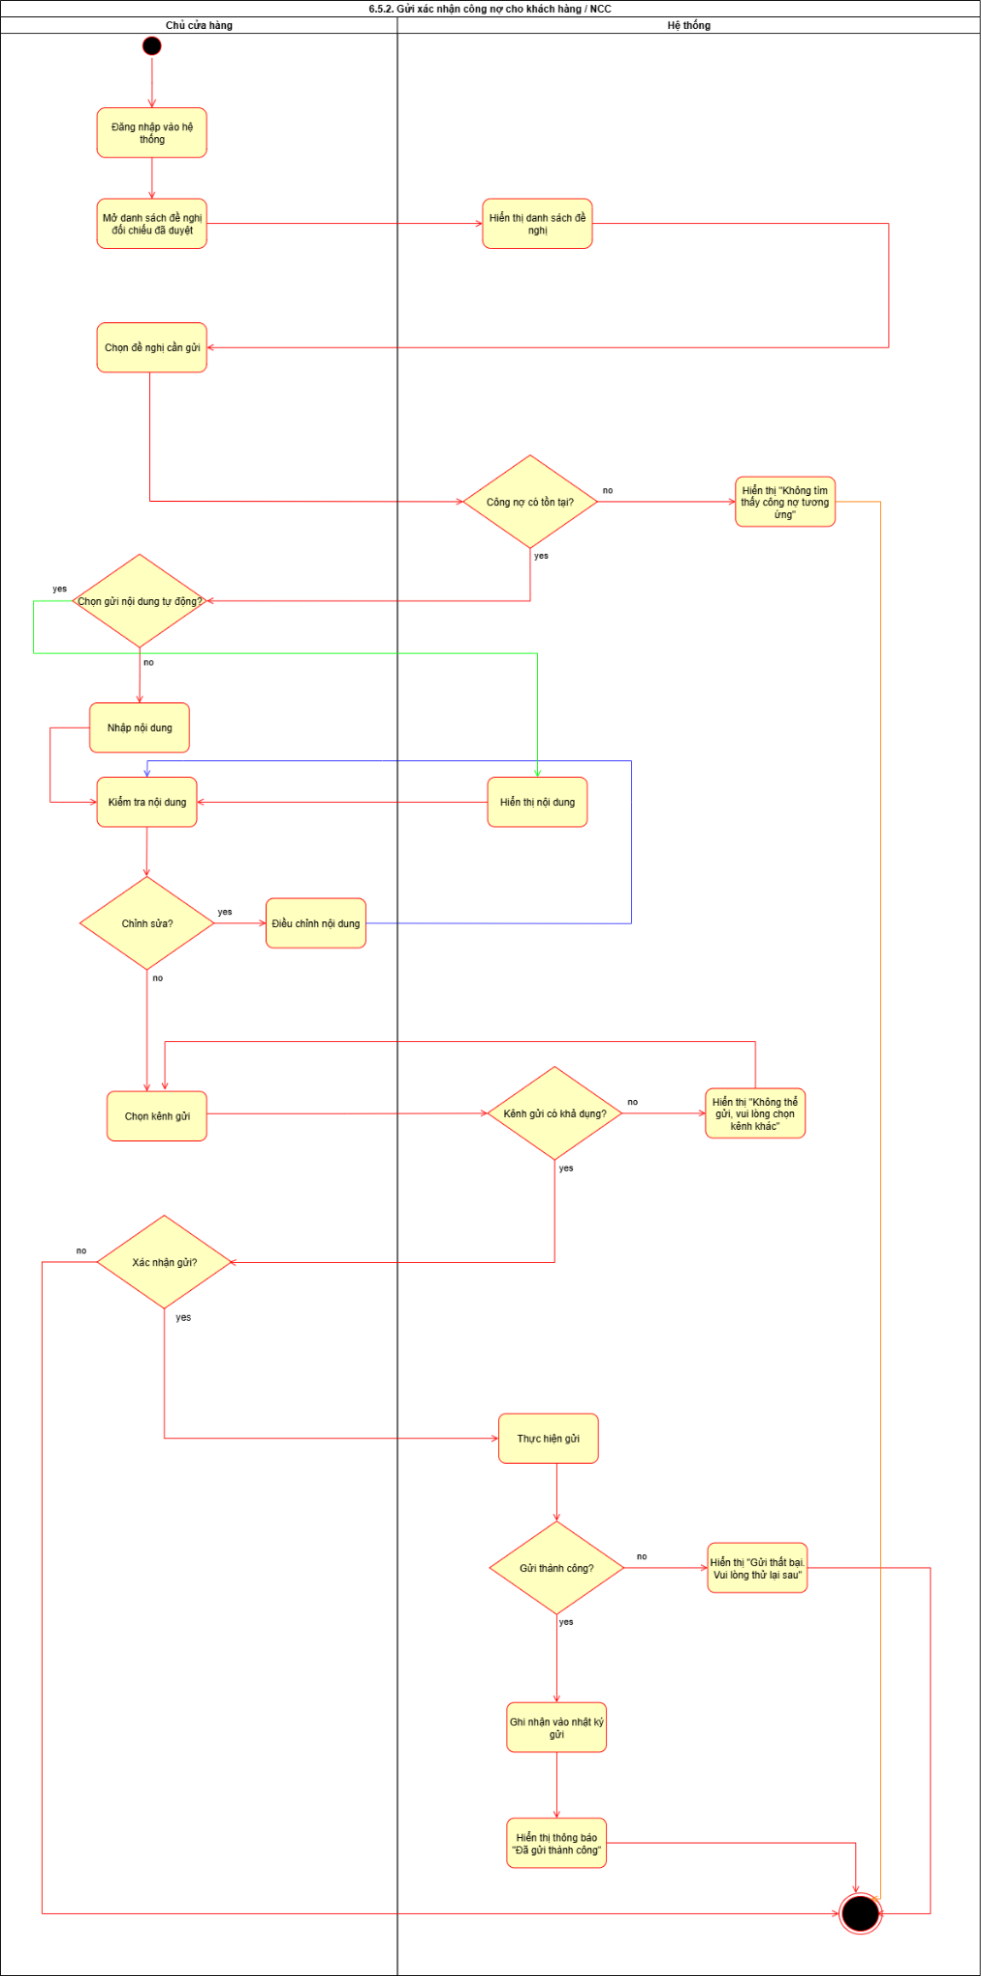 6.5.2. Gửi xác nhận công nợ cho khách hàng / NCC
Chủ cửa hàng
Hệ thống
Đăng nhập vào hệ
thống
Mở danh sách đề nghị
đối chiếu đã duyệt
Hiển thị danh sách đề
nghị
Chọn đề nghị cần gửi
Công nợ có tồn tại?
no
Hiển thị "Không tìm
thấy công nợ tương
ứng"
yes
yes
Chọn gửi nội dung tự động?
no
Nhập nội dung
Kiểm tra nội dung
Hiển thị nội dung
Chỉnh sửa?
yes
Điều chỉnh nội dung
no
Chọn kênh gửi
Kênh gửi có khả dụng?
no
Hiển thị "Không thể
gửi, vui lòng chọn
kênh khác"
yes
no
Xác nhận gửi?
yes
Thực hiện gửi
Gửi thành công?
no
Hiển thị "Gửi thất bại.
Vui lòng thử lại sau"
yes
Ghi nhận vào nhật ký
gửi
Hiển thị thông báo
"Đã gửi thành công"